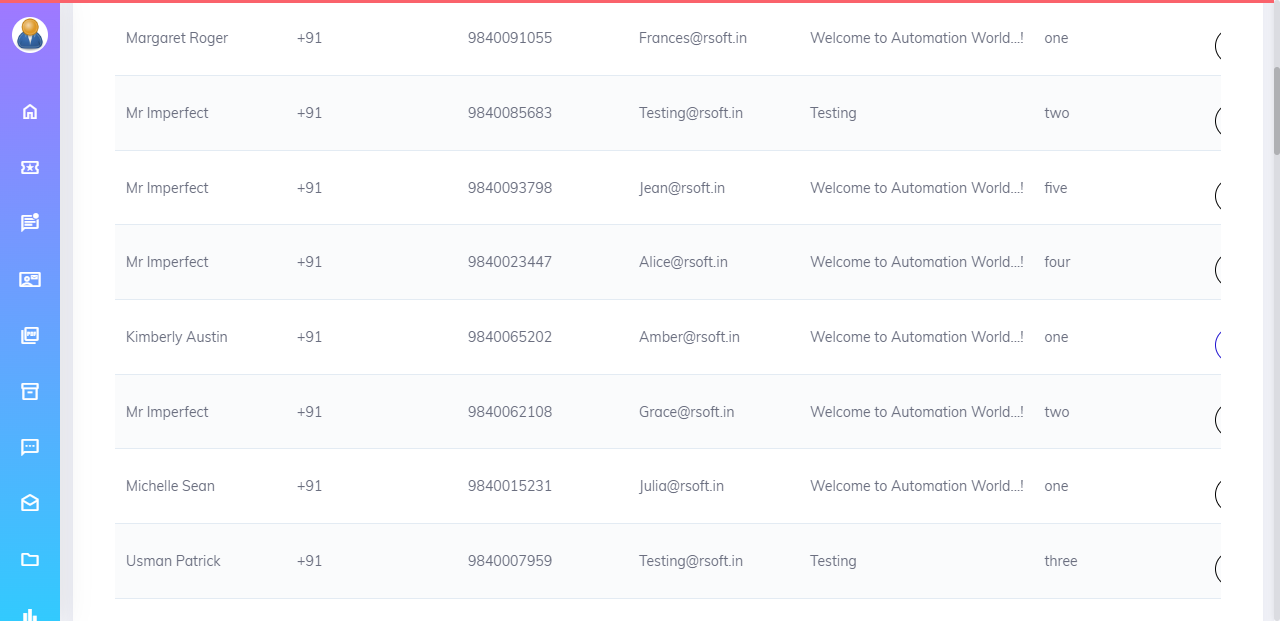 Margaret Roger +91 9840091055 Frances@rsoft.in Welcome to Automation World...! one
Mr Imperfect +91 9840085683 Testing@rsoft.in Testing two
Mr Imperfect +91 9840093798 Jean@rsoft.in Welcome to Automation World...! five
Mr Imperfect +91 9840023447 Alice@rsoft.in Welcome to Automation World...! four
Kimberly Austin +91 9840065202 Amber@rsoft.in Welcome to Automation World...! one
Mr Imperfect +91 9840062108 Grace@rsoft.in Welcome to Automation World...! two
Michelle Sean +91 9840015231 Julia@rsoft.in Welcome to Automation World...! one
Usman Patrick +91 9840007959 Testing@rsoft.in Testing three